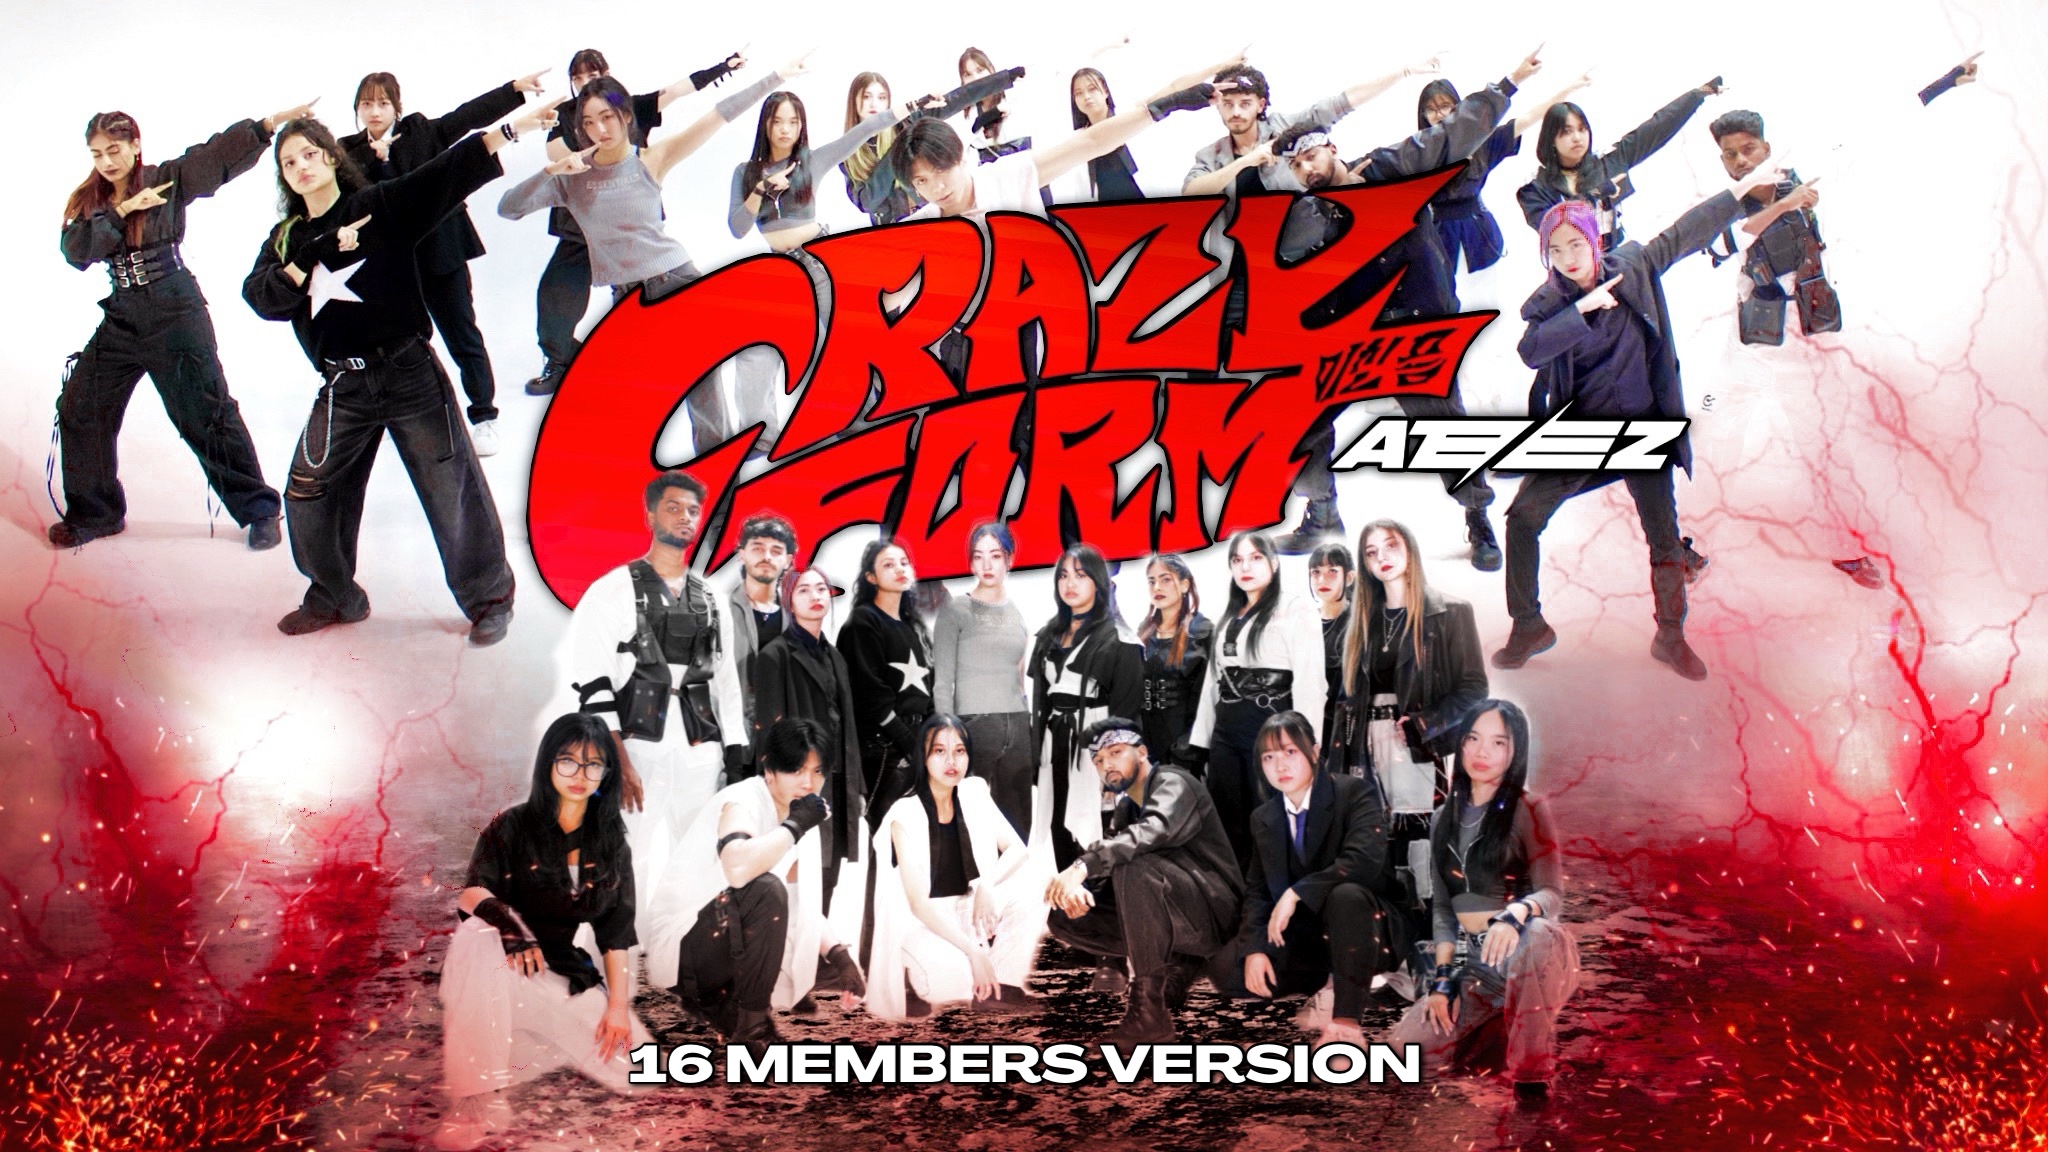 CRAZY
FORM
미친 폼
ATEEZ
16 MEMBERS VERSION